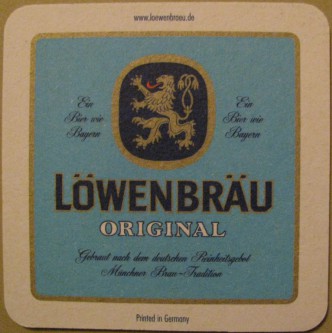 www.loewenbraeu.de
Ein
Bier wie
Bayern
Ein
Bier wie
Bayern
LÖWENBRÄU
ORIGINAL
Gebraut nach dem deutschen Reinheitsgebot
Münchner Brau-Tradition
Printed in Germany